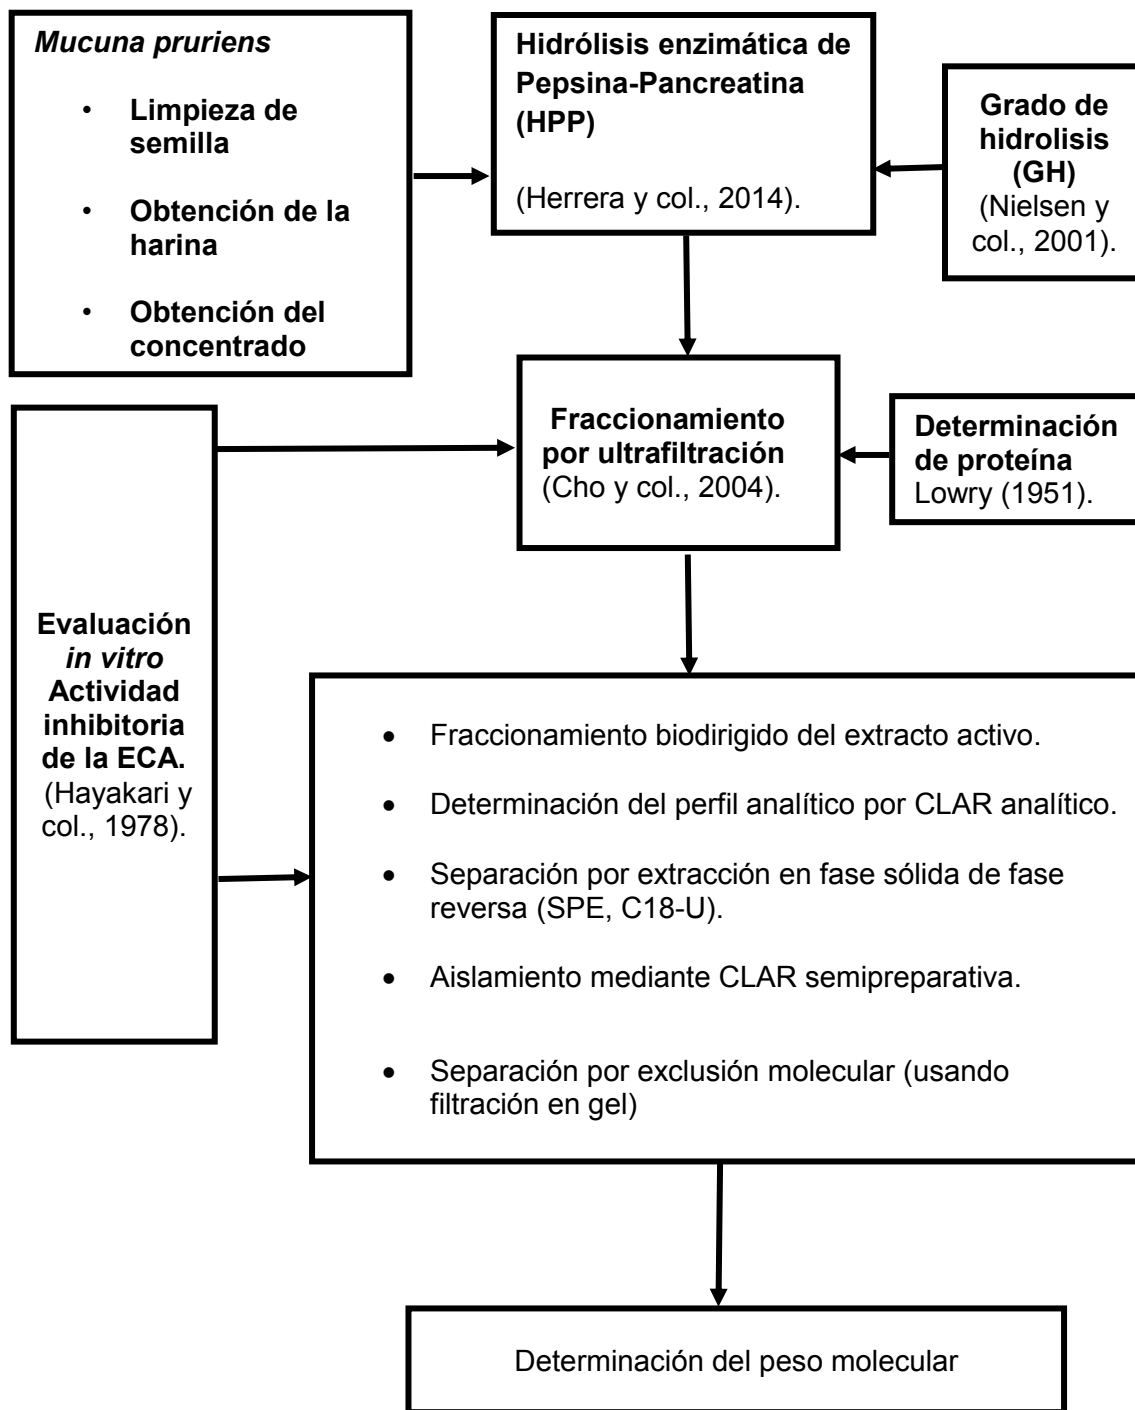 Mucuna pruriens
• Limpieza de
semilla
• Obtención de la
harina
• Obtención del
concentrado
Hidrólisis enzimática de
Pepsina-Pancreatina
(HPP)
(Herrera y col., 2014).
Grado de
hidrolisis
(GH)
(Nielsen y
col., 2001).
Fraccionamiento
por ultrafiltración
(Cho y col., 2004).
Determinación
de proteína
Lowry (1951).
Evaluación
in vitro
Actividad
inhibitoria
de la ECA.
(Hayakari y
col., 1978).
• Fraccionamiento biodirigido del extracto activo.
• Determinación del perfil analítico por CLAR analítico.
• Separación por extracción en fase sólida de fase
reversa (SPE, C18-U).
• Aislamiento mediante CLAR semipreparativa.
• Separación por exclusión molecular (usando
filtración en gel)
Determinación del peso molecular